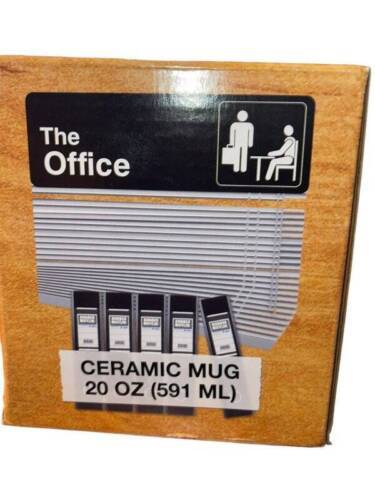 The
Office
CERAMIC MUG
20 OZ (591 ML)